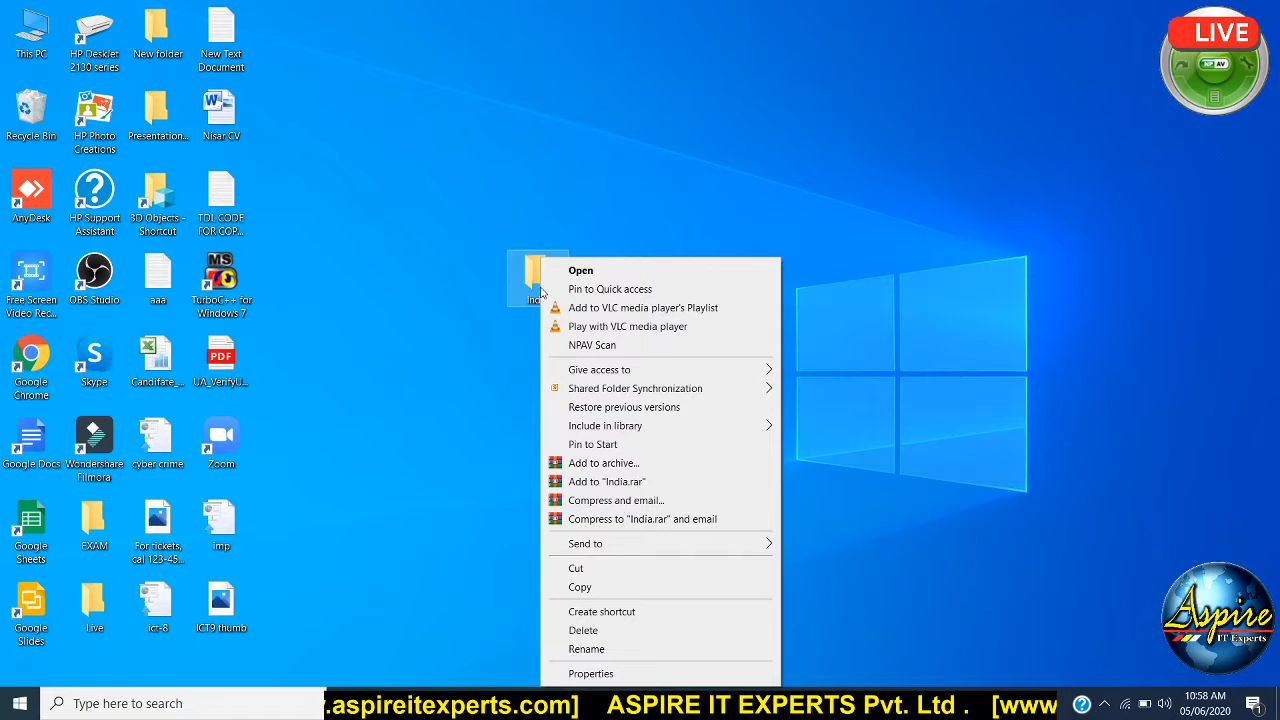 This PC
HP Deskjet
2130 series
New folder
New Text
Document
Recycle Bin
HP Photo
Creations
Presentation...
Nisar CV
AnyDesk
HP Support
Assistant
3D Objects -
Shortcut
TDL CODE
FOR COP...
Free Screen
Video Rec...
OBS Studio
aaa
MS
TurboC++ for
Windows 7
Google
Chrome
Skype
Candifate_...
PDF
UA_VerifyU...
Google Docs
Wondershare
Filmora
cyber crime
Zoom
Google
Sheets
EXAM
For tickets,
cal 123-45...
imp
Google
Slides
Live
ict-8
ICT9 thumb
Open
Pin to Quick access
Add to VLC media player's Playlist
Play with VLC media player
NPAV Scan
Give access to
Shared Folder Synchronization
Restore previous versions
Include in library
Pin to Start
Add to archive...
Add to "India.rar"
Compress and email...
Compress to "India.rar" and email
Send to
Cut
Copy
Create shortcut
Delete
Rename
Properties
LIVE
NP AV
Aspire
IT Experts
Type here to search
.aspireitexperts.com] ASPIRE IT EXPERTS Pvt. Ltd . [www
10:58 AM
05/06/2020